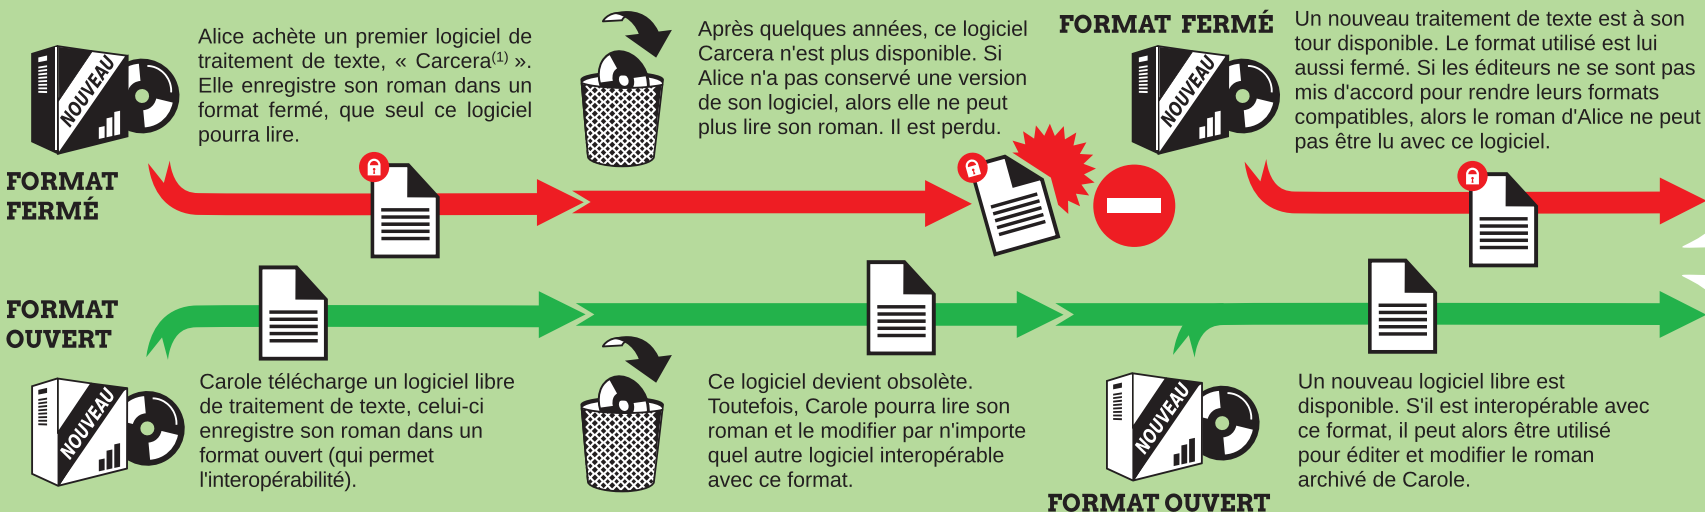 NOUVEAU
Alice achète un premier logiciel de
traitement de texte, « Carcera(1) ».
Elle enregistre son roman dans un
format fermé, que seul ce logiciel
pourra lire.
FORMAT
FERMÉ
Après quelques années, ce logiciel
Carcera n'est plus disponible. Si
Alice n'a pas conservé une version
de son logiciel, alors elle ne peut
plus lire son roman. Il est perdu.
FORMAT FERMÉ
NOUVEAU
Un nouveau traitement de texte est à son
tour disponible. Le format utilisé est lui
aussi fermé. Si les éditeurs ne se sont pas
mis d'accord pour rendre leurs formats
compatibles, alors le roman d'Alice ne peut
pas être lu avec ce logiciel.
FORMAT
OUVERT
NOUVEAU
Carole télécharge un logiciel libre
de traitement de texte, celui-ci
enregistre son roman dans un
format ouvert (qui permet
l'interopérabilité).
Ce logiciel devient obsolète.
Toutefois, Carole pourra lire son
roman et le modifier par n'importe
quel autre logiciel interopérable
avec ce format.
NOUVEAU
FORMAT OUVERT
Un nouveau logiciel libre est
disponible. S'il est interopérable avec
ce format, il peut alors être utilisé
pour éditer et modifier le roman
archivé de Carole.